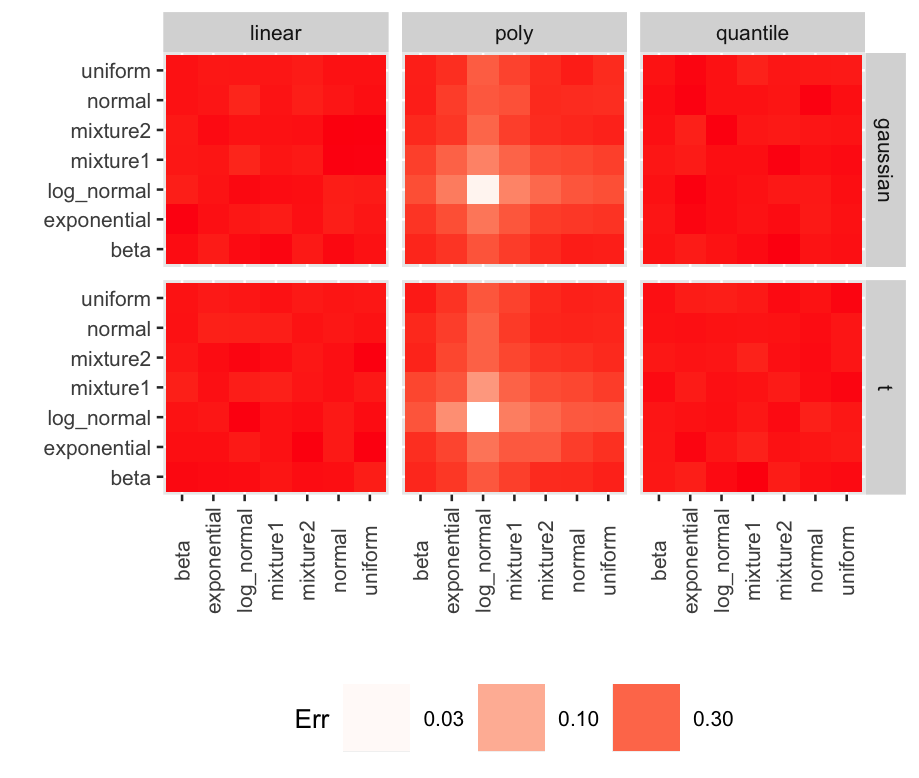 linear poly quantile
uniform
normal
mixture2
mixture1
log_normal
exponential
beta
gaussian
uniform
normal
mixture2
mixture1
log_normal
exponential
beta
t
beta exponential log_normal mixture1 mixture2 normal uniform
beta exponential log_normal mixture1 mixture2 normal uniform
beta exponential log_normal mixture1 mixture2 normal uniform
Err 0.03 0.10 0.30